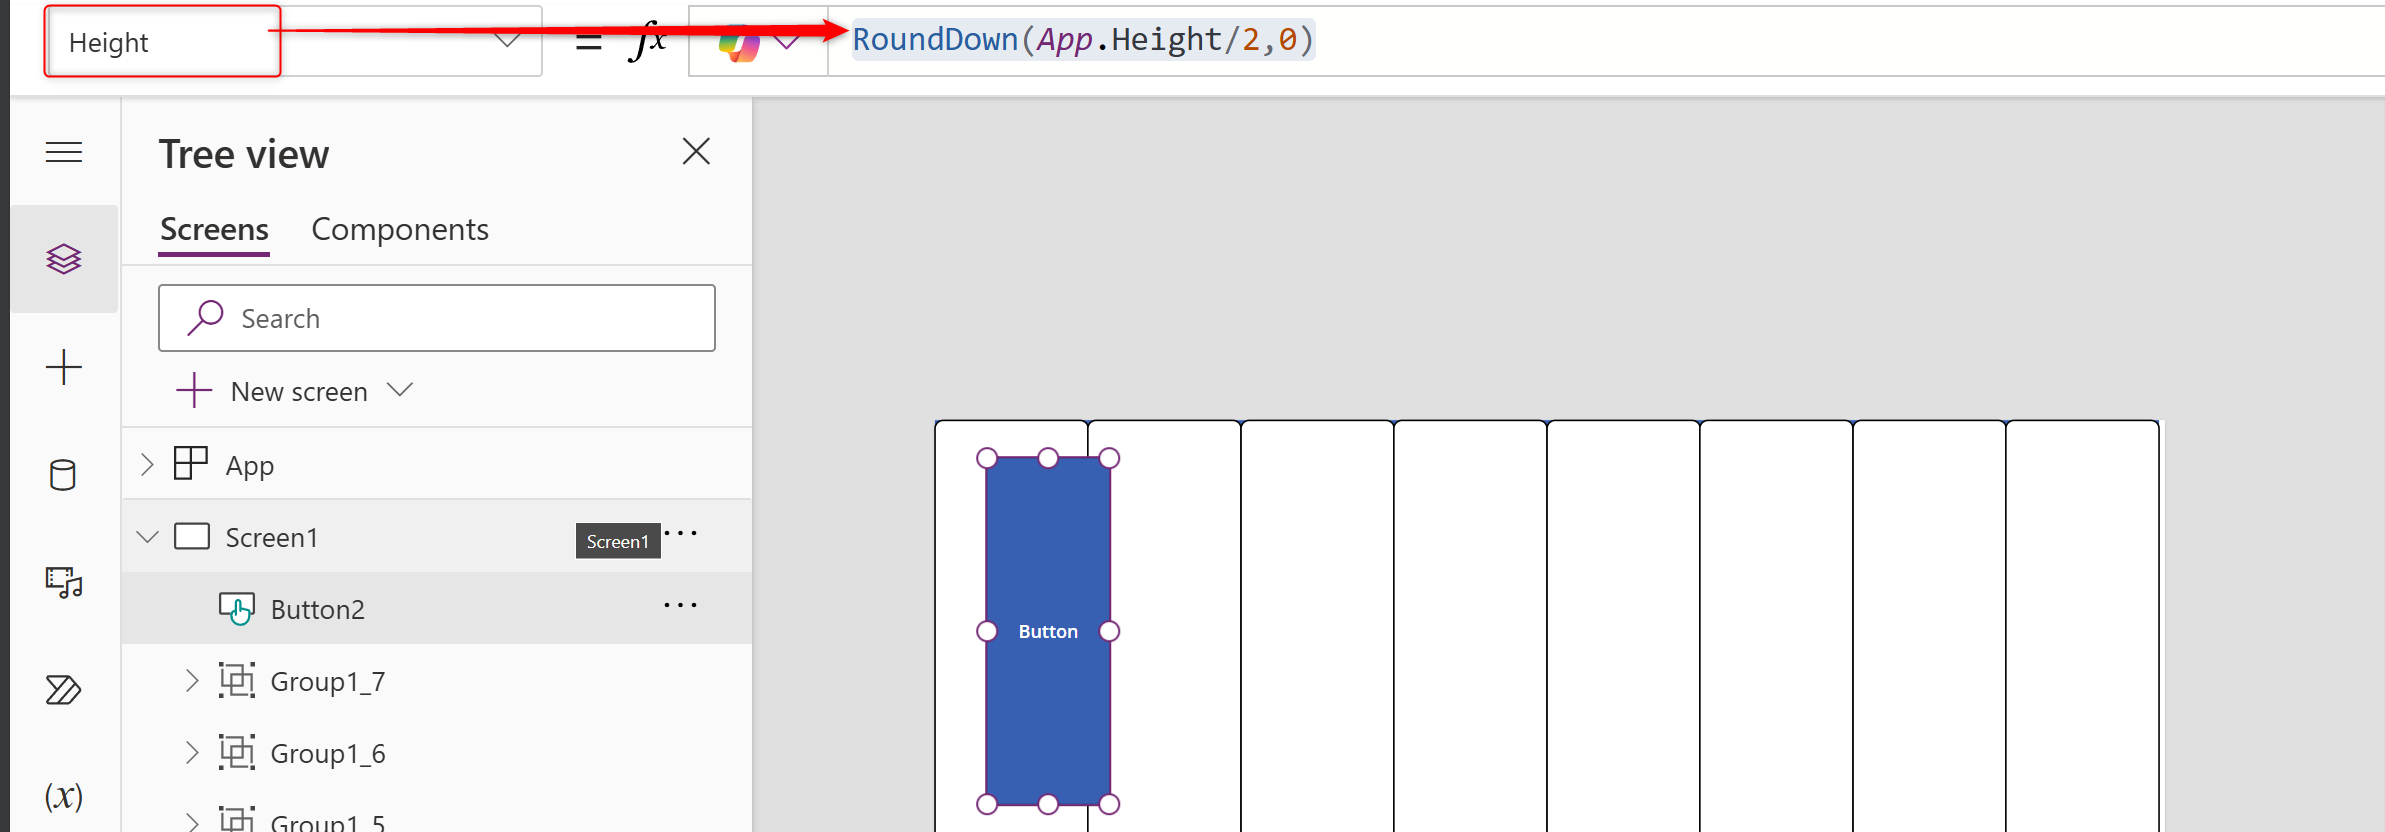 Height
= fx
RoundDown(App.Height/2,0)
Tree view
Screens
Components
Search
New screen
App
Screen1
Screen1
Button2
Group1_7
Group1_6
Group1_5
(x)
Button